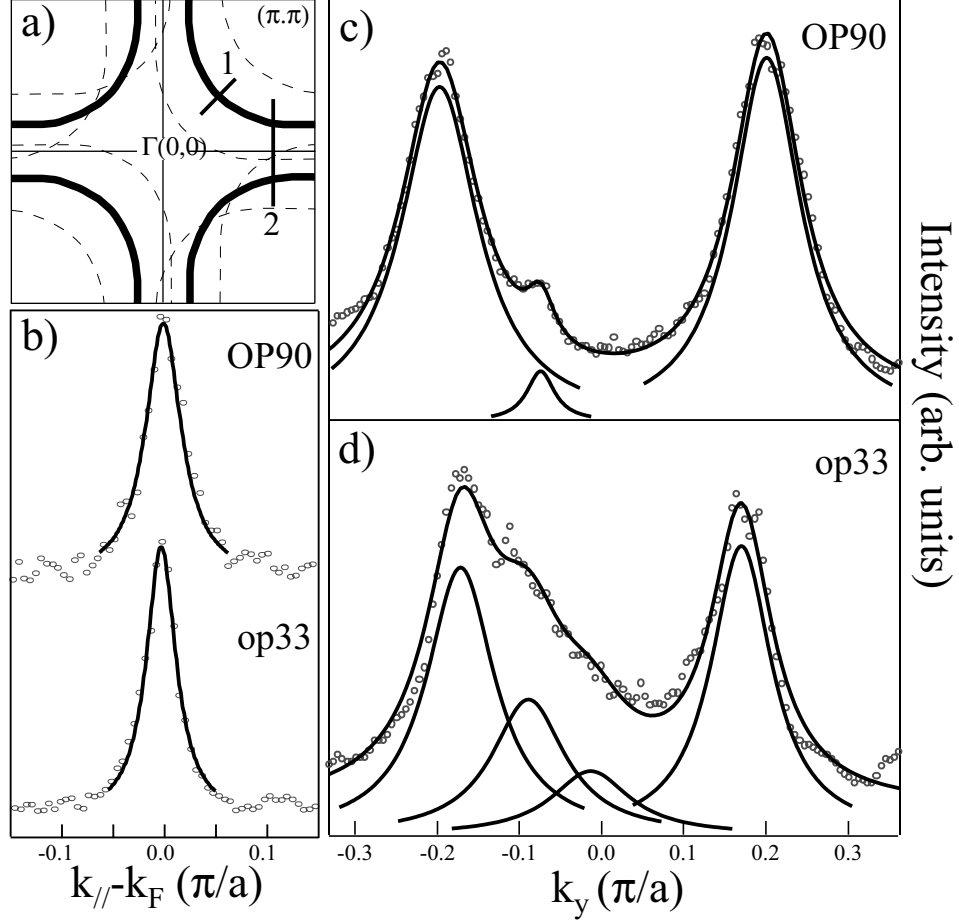 a)
(π.π)
1
Γ(0,0)
2
b)
OP90
op33
-0.1
0.0
0.1
k//-kF (π/a)
c)
OP90
d)
op33
-0.3
-0.2
-0.1
0.0
0.1
0.2
0.3
ky (π/a)
Intensity (arb. units)